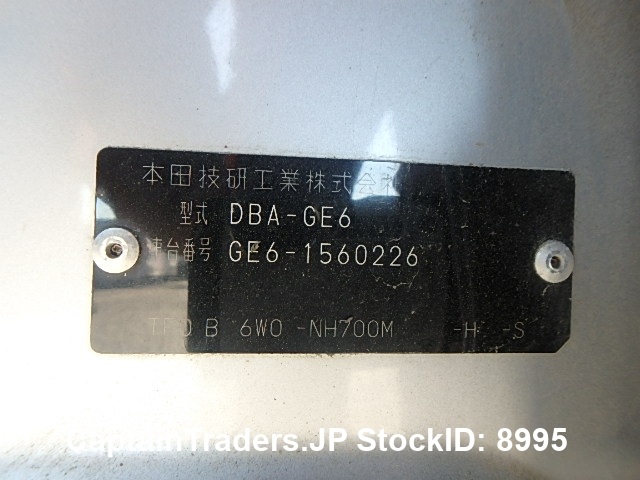 本田技研工業株式会社
型式 DBA-GE6
車台番号 GE6-1560226
6W0 -NH700M -H -S
CaptainTraders.JP StockID: 8995